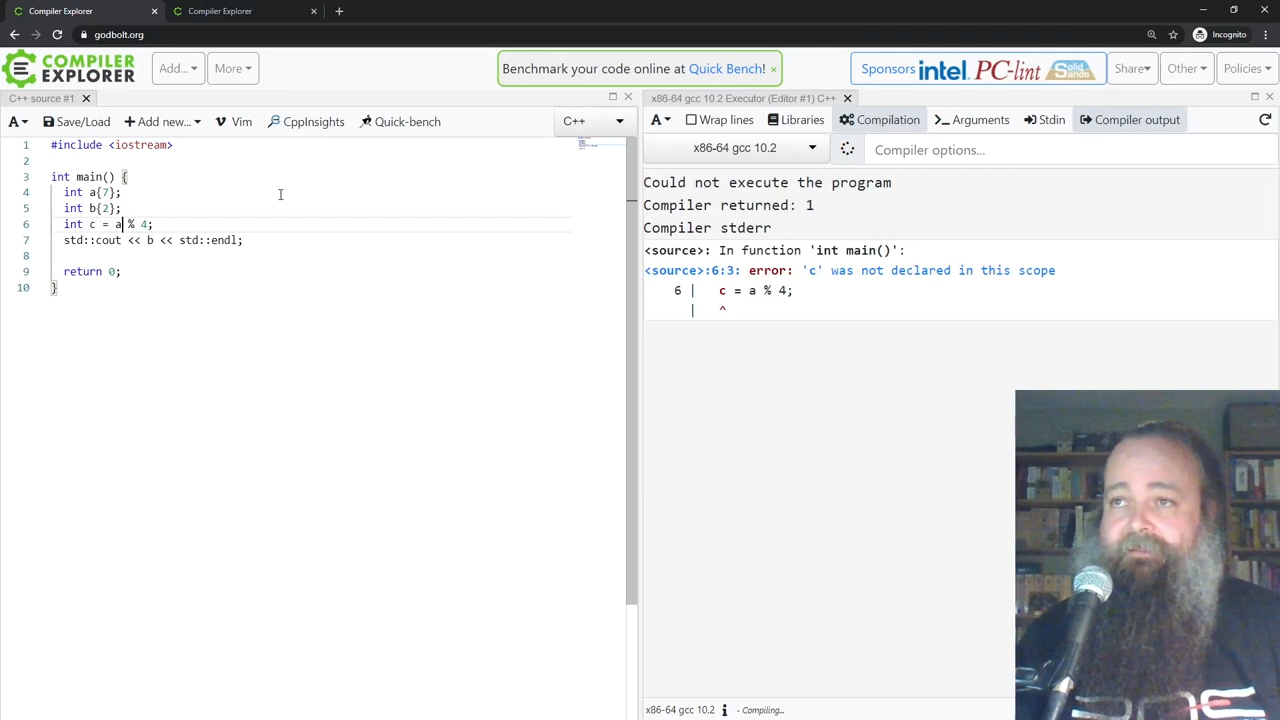 Compiler Explorer
Compiler Explorer
godbolt.org
Incognito
COMPILER
EXPLORER
Add...
More
Benchmark your code online at Quick Bench! ×
Sponsors intel PC-lint Solid Sands
Share
Other
Policies
C++ source #1
x86-64 gcc 10.2 Executor (Editor #1) C++
A
Save/Load
Add new...
Vim
CppInsights
Quick-bench
C++
A
Wrap lines
Libraries
Compilation
Arguments
Stdin
Compiler output
x86-64 gcc 10.2
Compiler options...
1 #include <iostream>
2
3 int main() {
4 int a{7};
5 int b{2};
6 int c = a % 4;
7 std::cout << b << std::endl;
8
9 return 0;
10 }
Could not execute the program
Compiler returned: 1
Compiler stderr
<source>: In function 'int main()':
<source>:6:3: error: 'c' was not declared in this scope
6 | c = a % 4;
| ^
x86-64 gcc 10.2 i - Compiling...